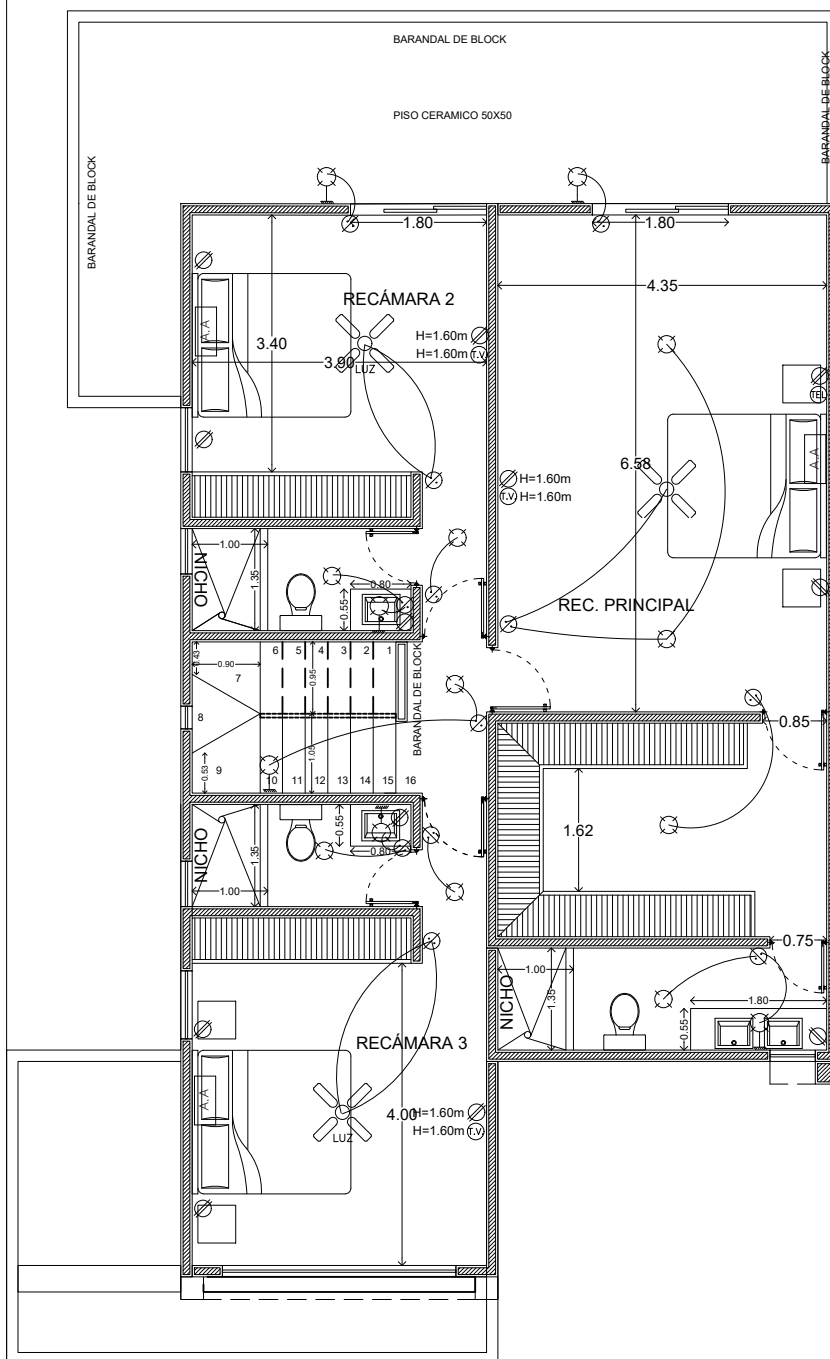 BARANDAL DE BLOCK
PISO CERAMICO 50X50
BARANDAL DE BLOCK
BARANDAL DE BLOCK
1.80
1.80
4.35
RECÁMARA 2
A.A
3.40
3.90
LUZ
H=1.60m
H=1.60m T.V.
TEL
A.A
6.58
H=1.60m
T.V. H=1.60m
1.00
NICHO
1.35
0.80
0.55
REC. PRINCIPAL
0.43
0.90
6 5 4 3 2 1
7
0.95
BARANDAL DE BLOCK
8
0.85
1.05
0.53
9
10 11 12 13 14 15 16
1.62
NICHO
1.35
0.55
0.80
1.00
0.75
NICHO
1.00
1.35
1.80
0.55
RECÁMARA 3
A.A
4.00
H=1.60m
H=1.60m T.V.
LUZ